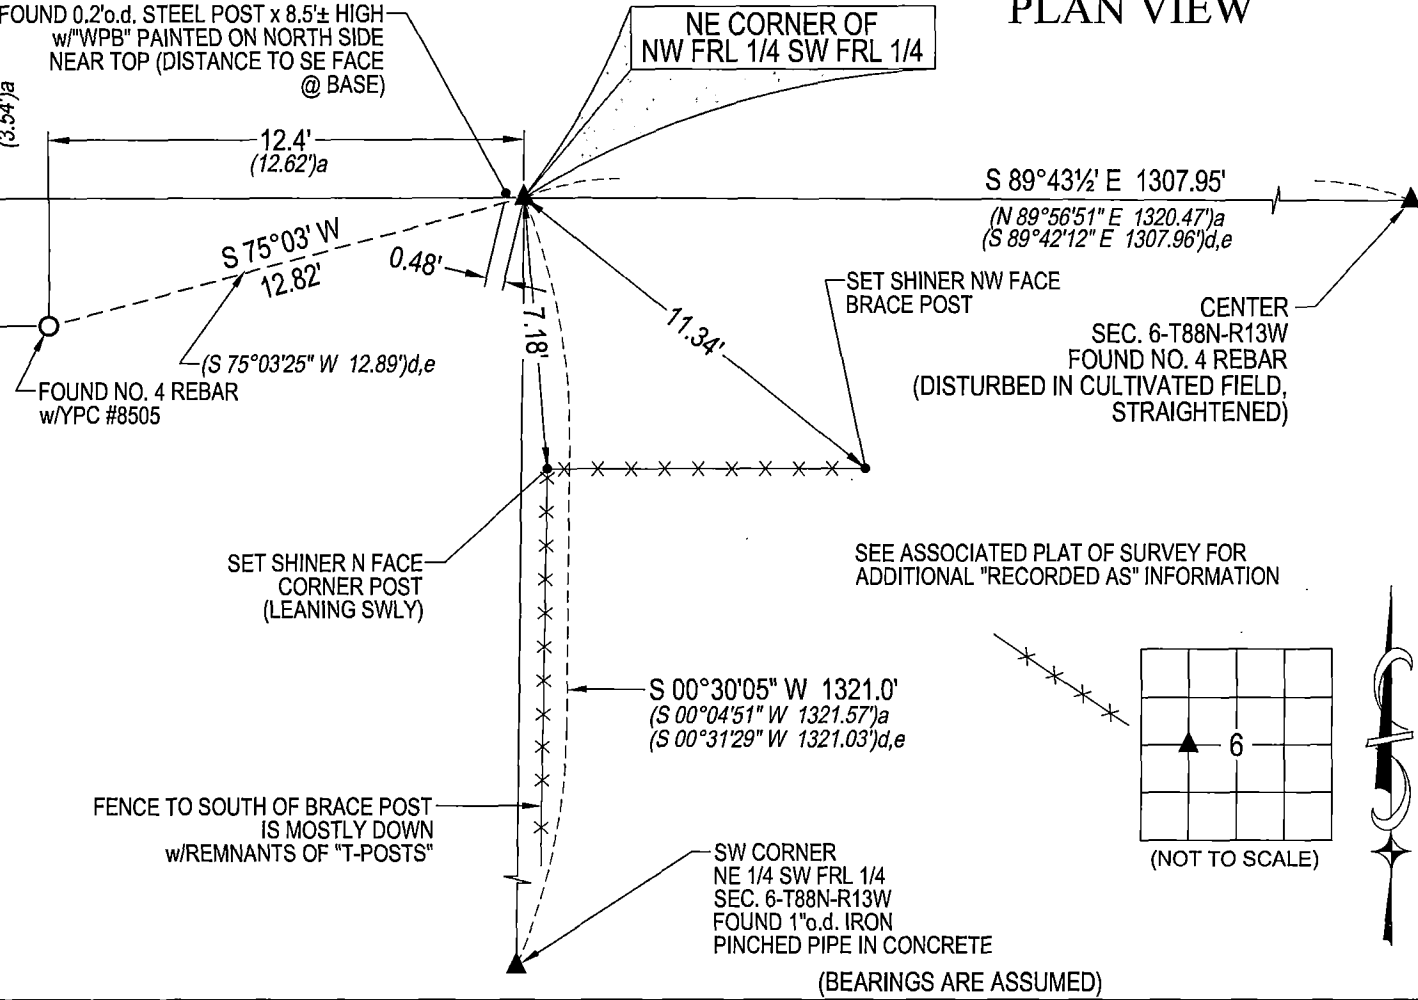 PLAN VIEW
FOUND 0.2'o.d. STEEL POST x 8.5'± HIGH
w/"WPB" PAINTED ON NORTH SIDE
NEAR TOP (DISTANCE TO SE FACE
@ BASE)
NE CORNER OF
NW FRL 1/4 SW FRL 1/4
(3.54')a
12.4'
(12.62')a
S 89°43½' E 1307.95'
(N 89°56'51" E 1320.47')a
(S 89°42'12" E 1307.96')d,e
S 75°03' W
12.82'
0.48'
7.18'
11.34'
SET SHINER NW FACE
BRACE POST
CENTER
SEC. 6-T88N-R13W
FOUND NO. 4 REBAR
(DISTURBED IN CULTIVATED FIELD,
STRAIGHTENED)
(S 75°03'25" W 12.89')d,e
FOUND NO. 4 REBAR
w/YPC #8505
SET SHINER N FACE
CORNER POST
(LEANING SWLY)
SEE ASSOCIATED PLAT OF SURVEY FOR
ADDITIONAL "RECORDED AS" INFORMATION
S 00°30'05" W 1321.0'
(S 00°04'51" W 1321.57')a
(S 00°31'29" W 1321.03')d,e
6
(NOT TO SCALE)
FENCE TO SOUTH OF BRACE POST
IS MOSTLY DOWN
w/REMNANTS OF "T-POSTS"
SW CORNER
NE 1/4 SW FRL 1/4
SEC. 6-T88N-R13W
FOUND 1"o.d. IRON
PINCHED PIPE IN CONCRETE
(BEARINGS ARE ASSUMED)